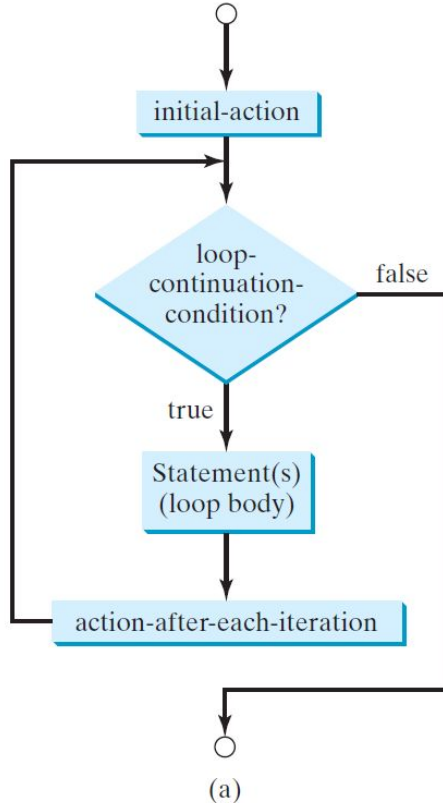 initial-action
loop-
continuation-
condition?
false
true
Statement(s)
(loop body)
action-after-each-iteration
(a)